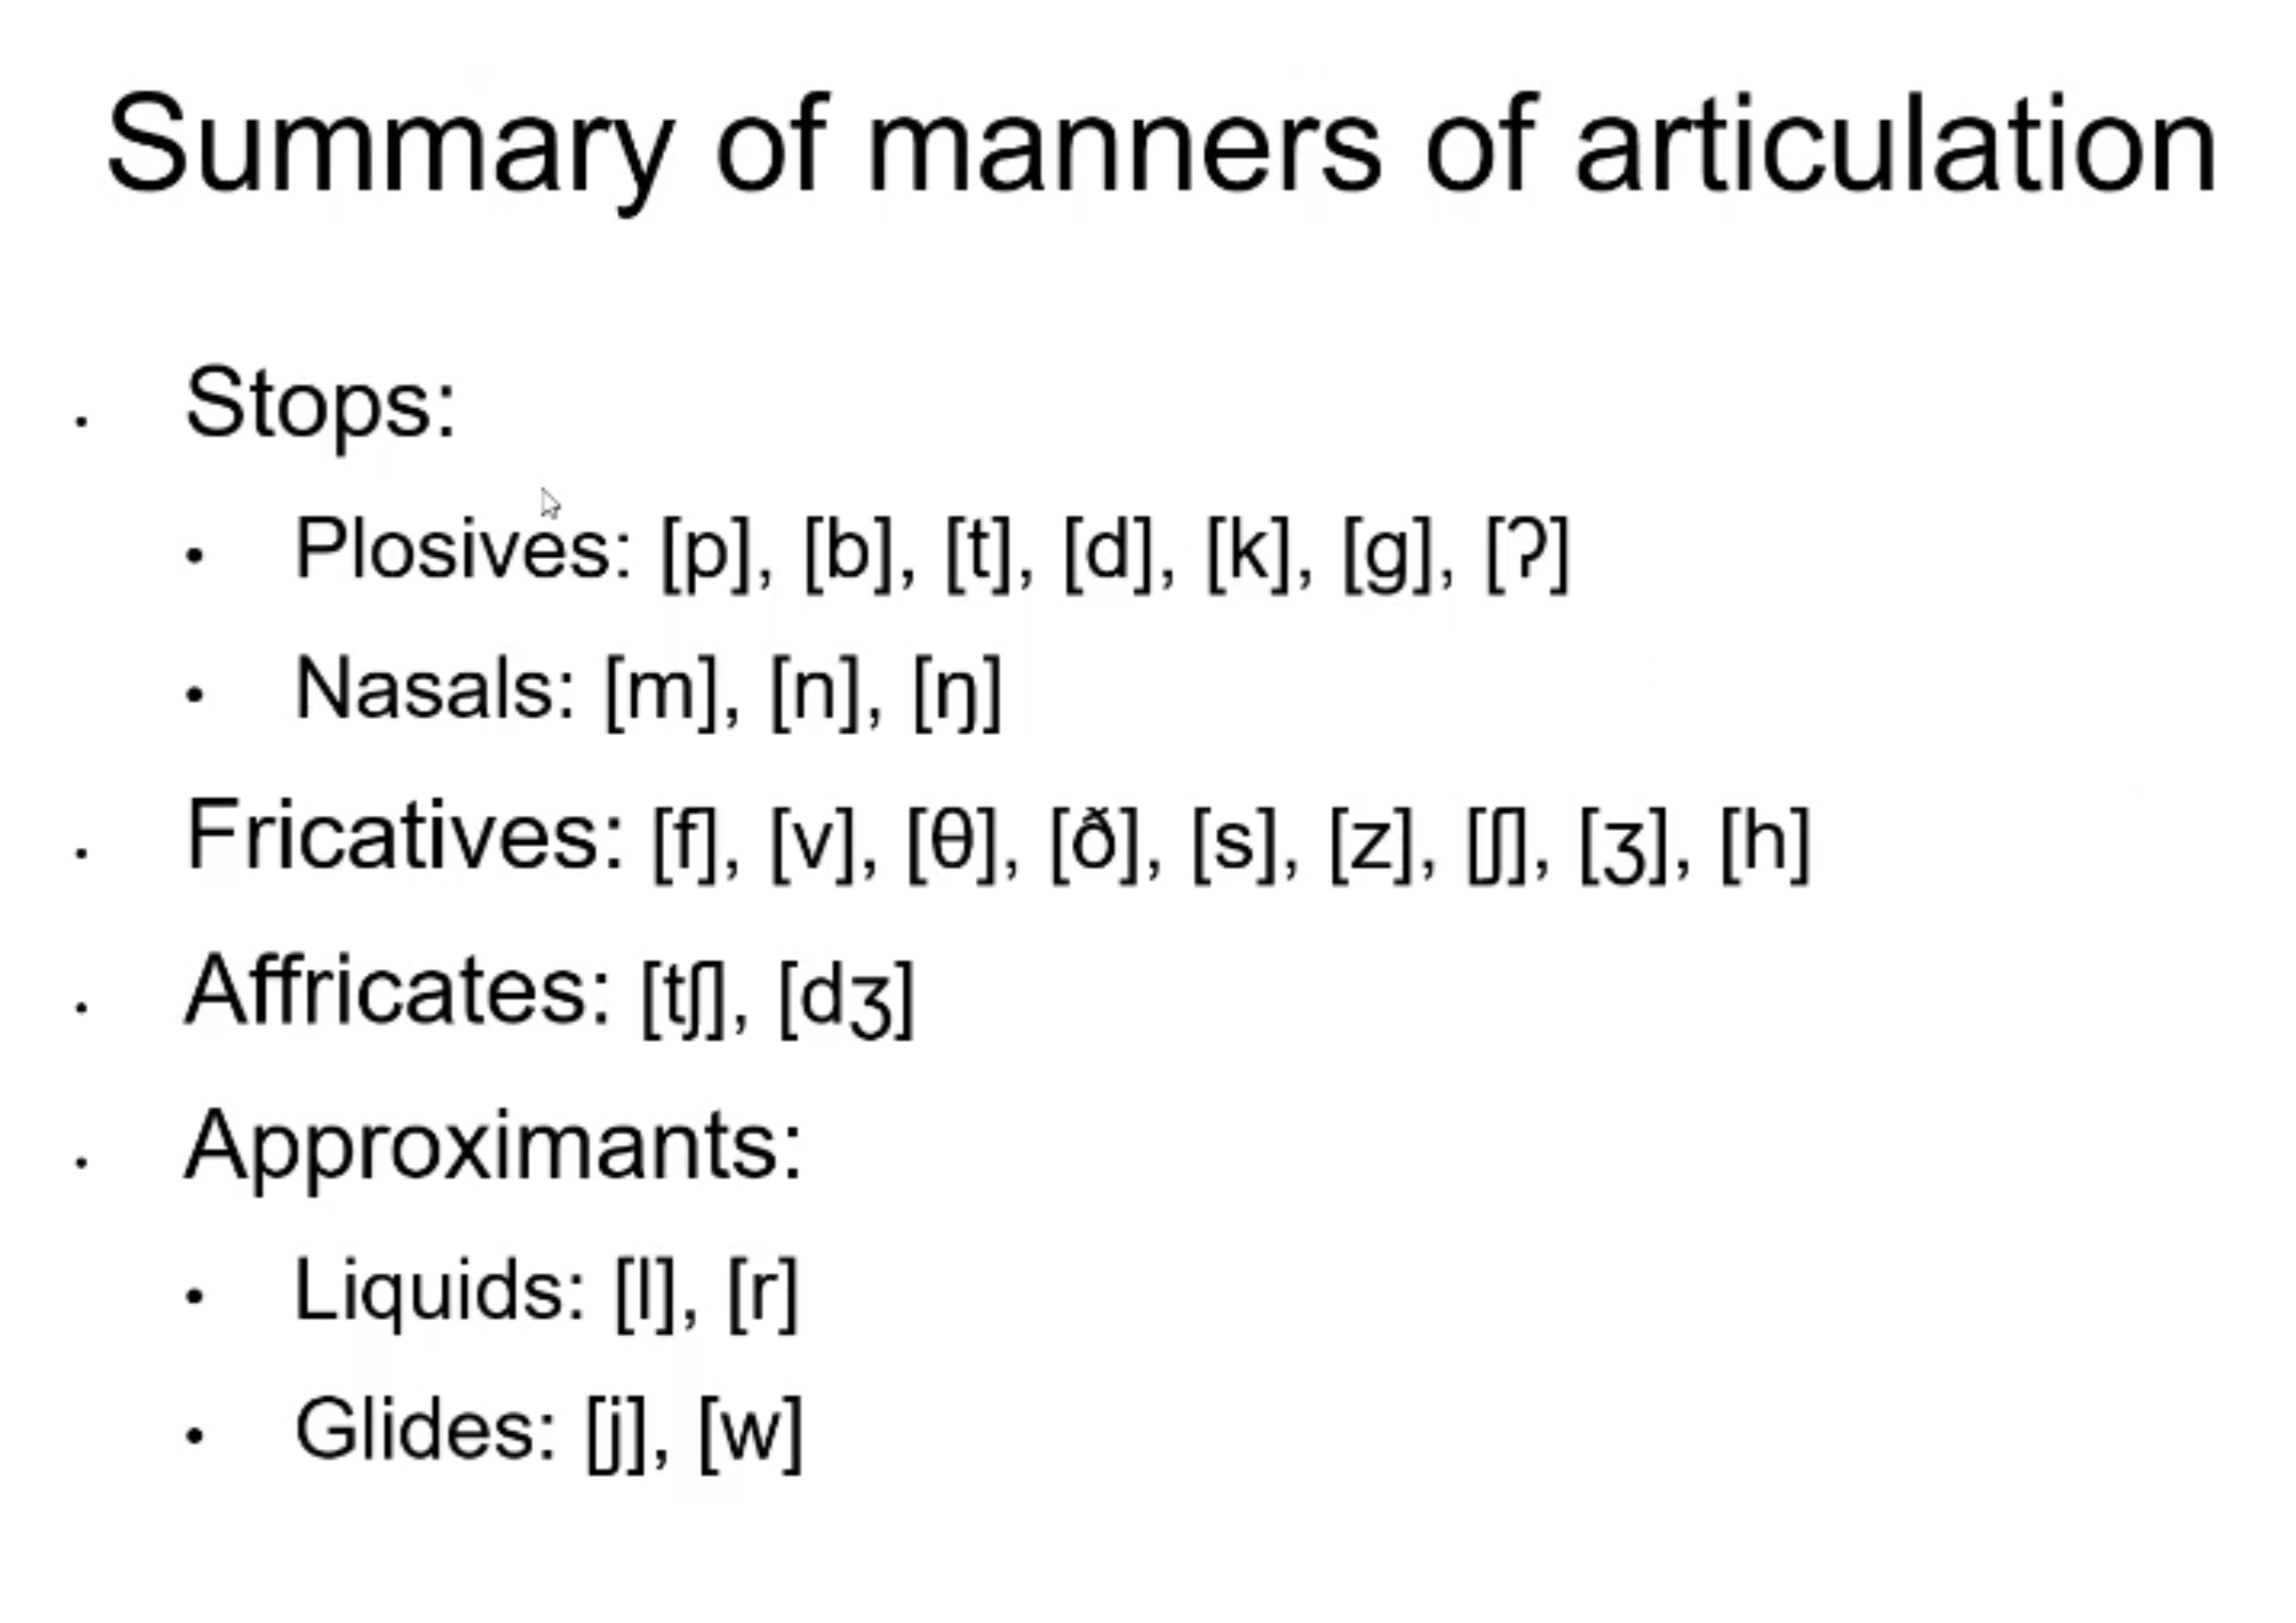 Summary of manners of articulation
· Stops:
• Plosives: [p], [b], [t], [d], [k], [g], [ʔ]
• Nasals: [m], [n], [ŋ]
· Fricatives: [f], [v], [θ], [ð], [s], [z], [ʃ], [ʒ], [h]
· Affricates: [tʃ], [dʒ]
· Approximants:
• Liquids: [l], [r]
• Glides: [j], [w]